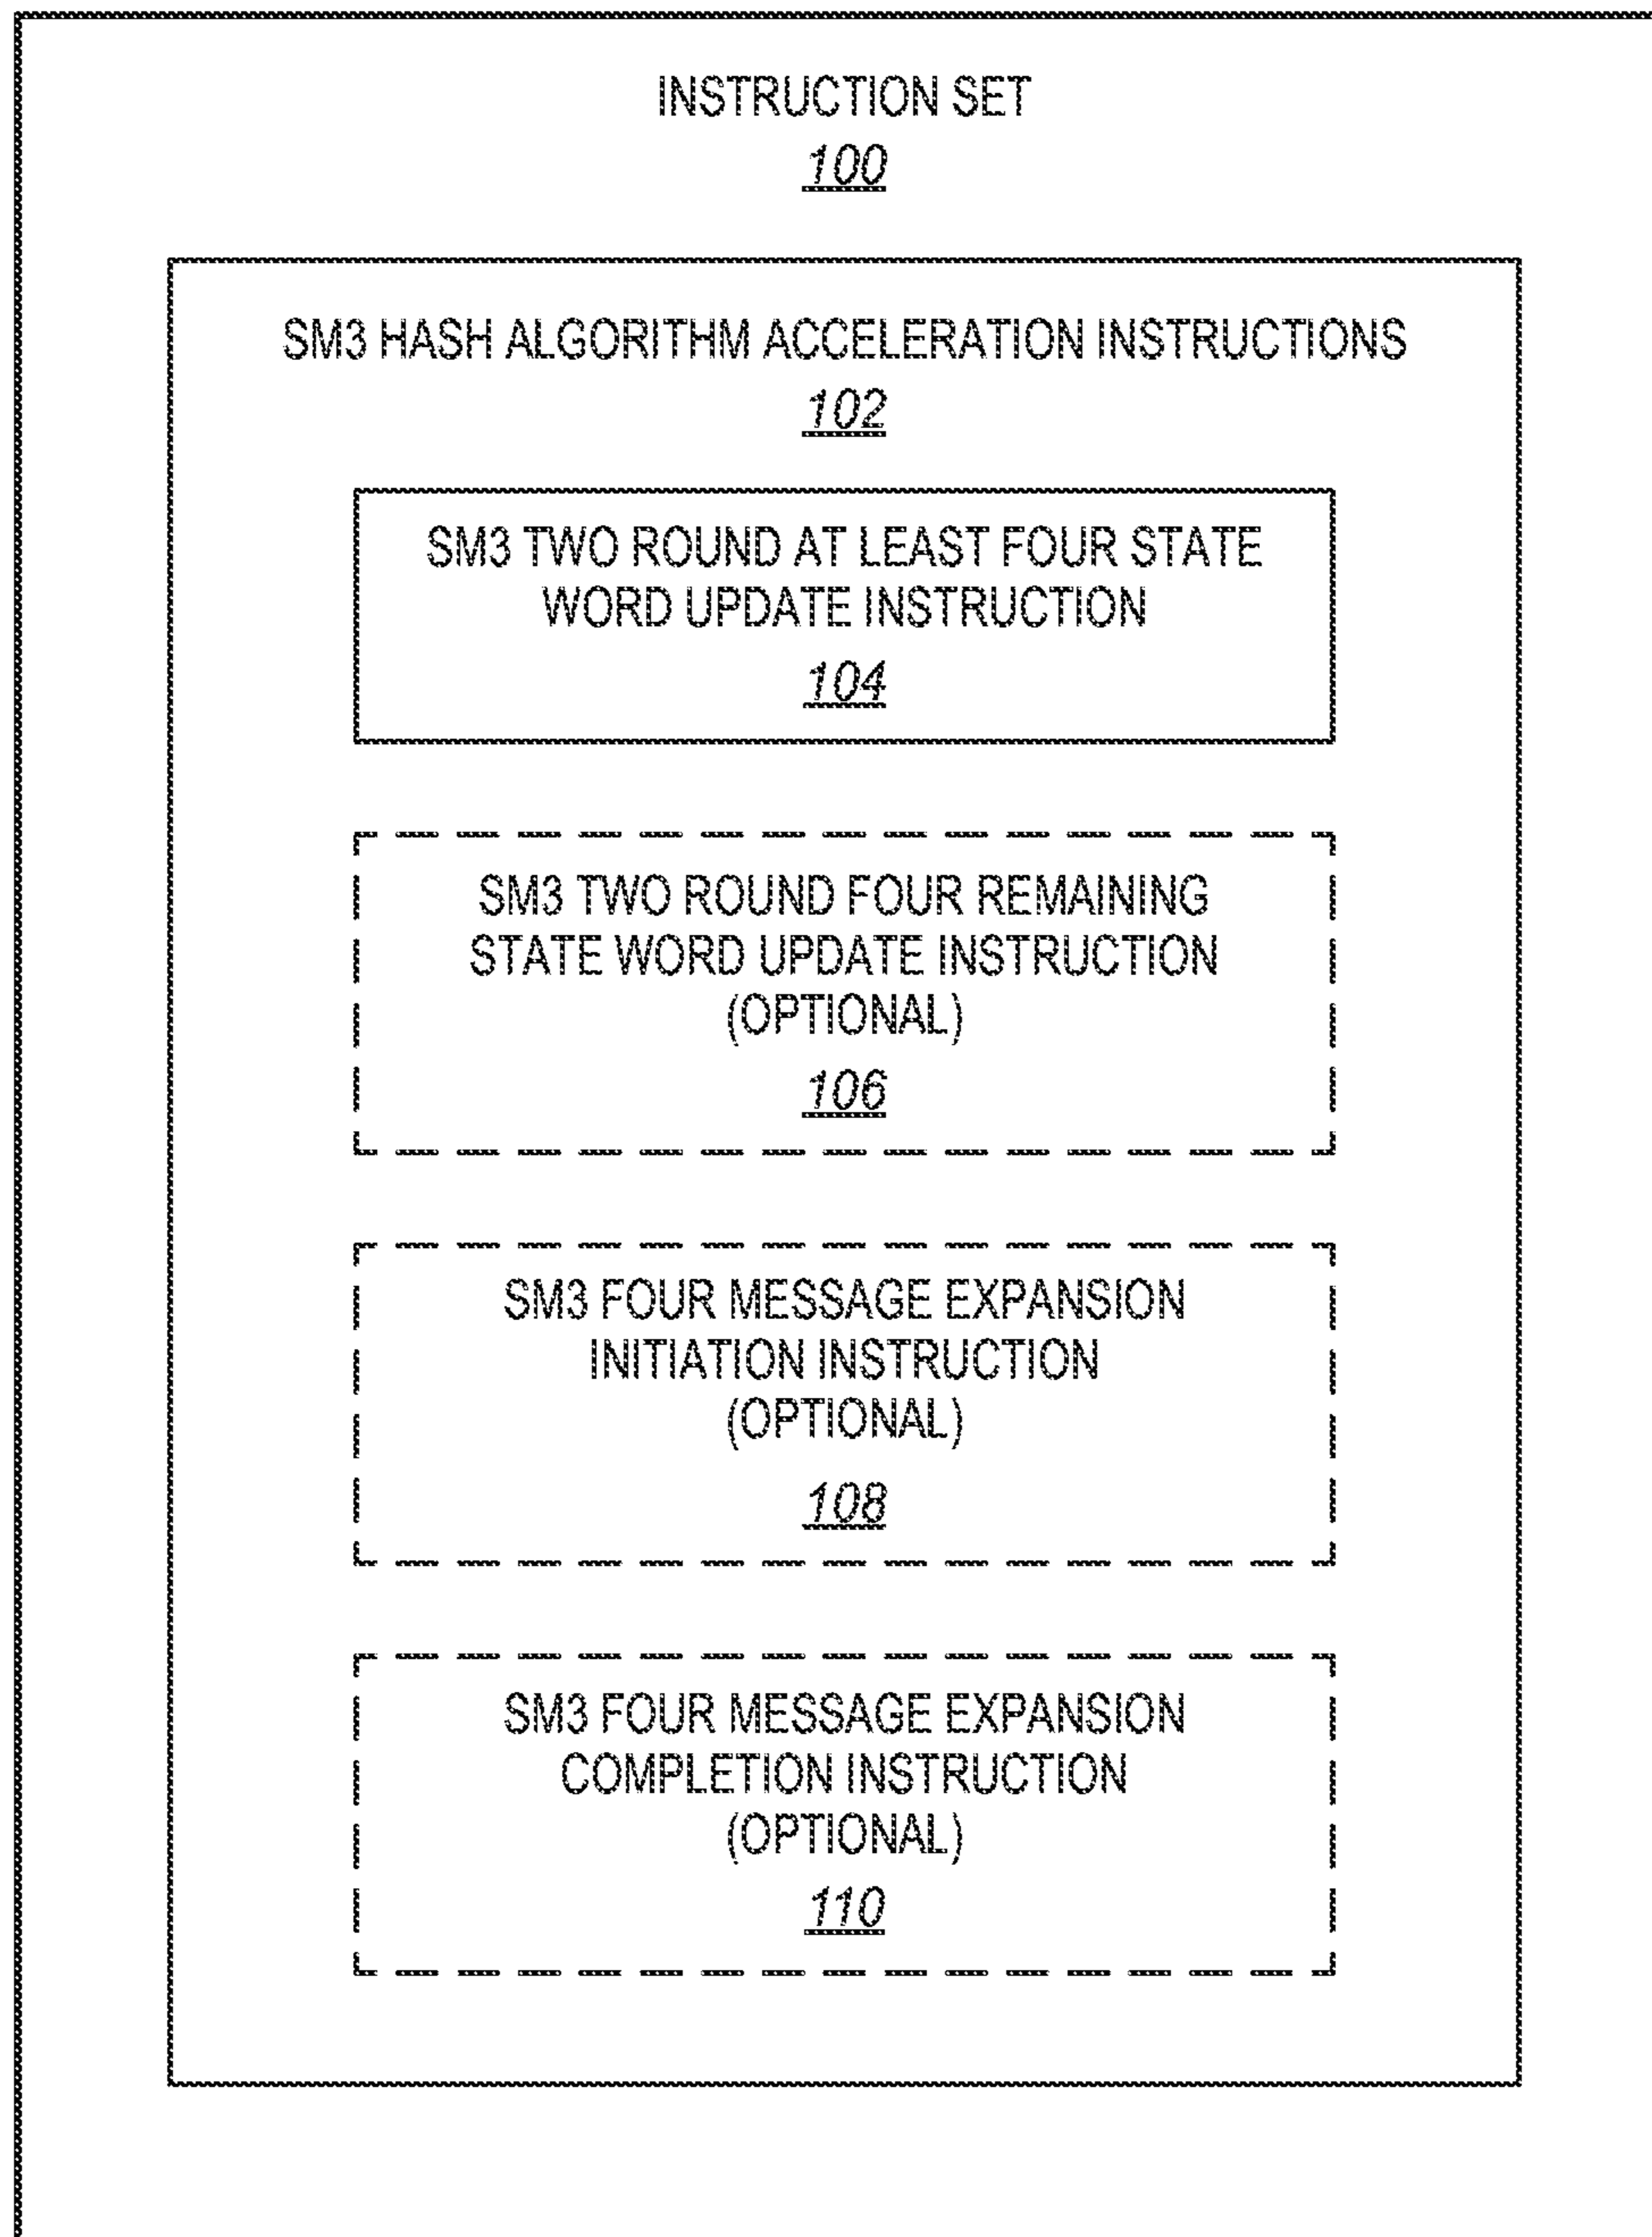 INSTRUCTION SET
100
SM3 HASH ALGORITHM ACCELERATION INSTRUCTIONS
102
SM3 TWO ROUND AT LEAST FOUR STATE
WORD UPDATE INSTRUCTION
104
SM3 TWO ROUND FOUR REMAINING
STATE WORD UPDATE INSTRUCTION
(OPTIONAL)
106
SM3 FOUR MESSAGE EXPANSION
INITIATION INSTRUCTION
(OPTIONAL)
108
SM3 FOUR MESSAGE EXPANSION
COMPLETION INSTRUCTION
(OPTIONAL)
110